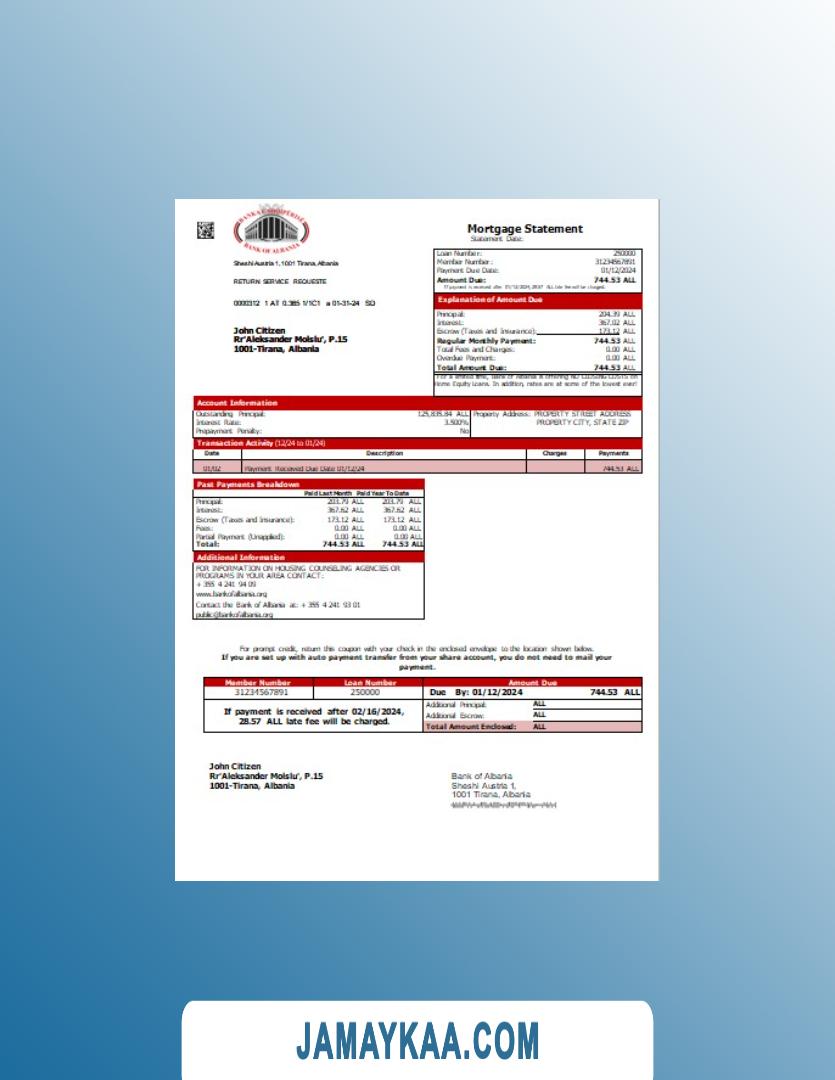 BANKA E SHQIPËRISË
BANK OF ALBANIA
Mortgage Statement
Statement Date:
Sheshi Austria 1, 1001 Tirana, Albania
RETURN SERVICE REQUESTE
0000312 1 AT 0.365 1/1C1 a 01-31-24 SD
John Citizen
Rr'Aleksander Moisiu', P.15
1001-Tirana, Albania
Loan Number: 250000
Member Number: 31234567891
Payment Due Date: 01/12/2024
Amount Due: 744.53 ALL
If payment is received after 01/12/2024, 28.57 ALL late fee will be charged.
Explanation of Amount Due
Principal: 204.39 ALL
Interest: 367.02 ALL
Escrow (Taxes and Insurance): 173.12 ALL
Regular Monthly Payment: 744.53 ALL
Total Fees and Charges: 0.00 ALL
Overdue Payment: 0.00 ALL
Total Amount Due: 744.53 ALL
For a limited time, Bank of Albania is offering NO CLOSING COSTS on
Home Equity Loans. In addition, rates are at some of the lowest ever!
Account Information
Outstanding Principal: 125,835.84 ALL Property Address: PROPERTY STREET ADDRESS
Interest Rate: 3.500% PROPERTY CITY, STATE ZIP
Prepayment Penalty: No
Transaction Activity (12/24 to 01/24)
Date Description Charges Payments
01/02 Payment Received Due Date 01/12/24 744.53 ALL
Past Payments Breakdown
Paid Last Month Paid Year To Date
Principal: 203.79 ALL 203.79 ALL
Interest: 367.62 ALL 367.62 ALL
Escrow (Taxes and Insurance): 173.12 ALL 173.12 ALL
Fees: 0.00 ALL 0.00 ALL
Partial Payment (Unapplied): 0.00 ALL 0.00 ALL
Total: 744.53 ALL 744.53 ALL
Additional Information
FOR INFORMATION ON HOUSING COUNSELING AGENCIES OR
PROGRAMS IN YOUR AREA CONTACT:
+ 355 4 241 94 09
www.bankofalbania.org
Contact the Bank of Albania at: + 355 4 241 93 01
public@bankofalbania.org
For prompt credit, return this coupon with your check in the enclosed envelope to the location shown below.
If you are set up with auto payment transfer from your share account, you do not need to mail your
payment.
Member Number Loan Number Amount Due
31234567891 250000 Due By: 01/12/2024 744.53 ALL
If payment is received after 02/16/2024,
28.57 ALL late fee will be charged.
Additional Principal: ALL
Additional Escrow: ALL
Total Amount Enclosed: ALL
John Citizen
Rr'Aleksander Moisiu', P.15
1001-Tirana, Albania
Bank of Albania
Sheshi Austria 1,
1001 Tirana, Albania
JAMAYKAA.COM